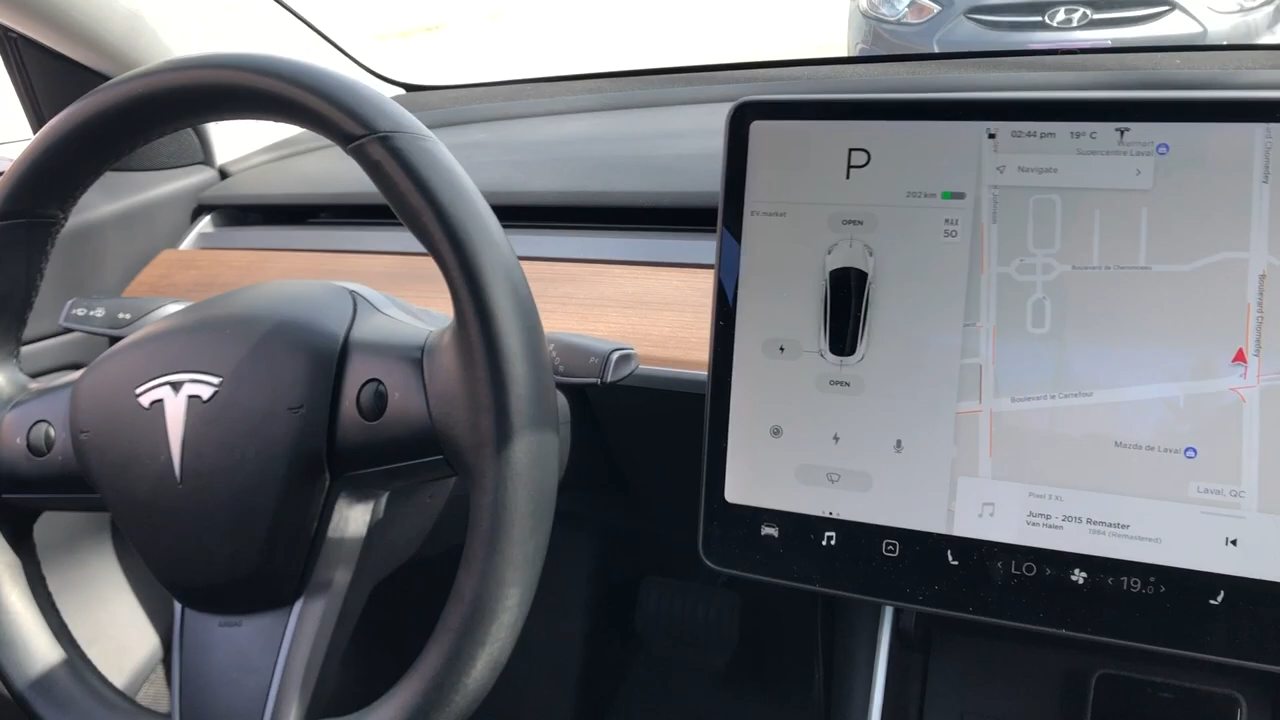 P
202 km
EV.market
OPEN
MAX
50
OPEN
02:44 pm 19° C
Walmart
Supercentre Laval
Navigate
Boulevard de Chenonceau
Boulevard Chomedey
Boulevard le Carrefour
Mazda de Laval
Laval, QC
Pixel 3 XL
Jump - 2015 Remaster
Van Halen 1984 (Remastered)
LO 19.0